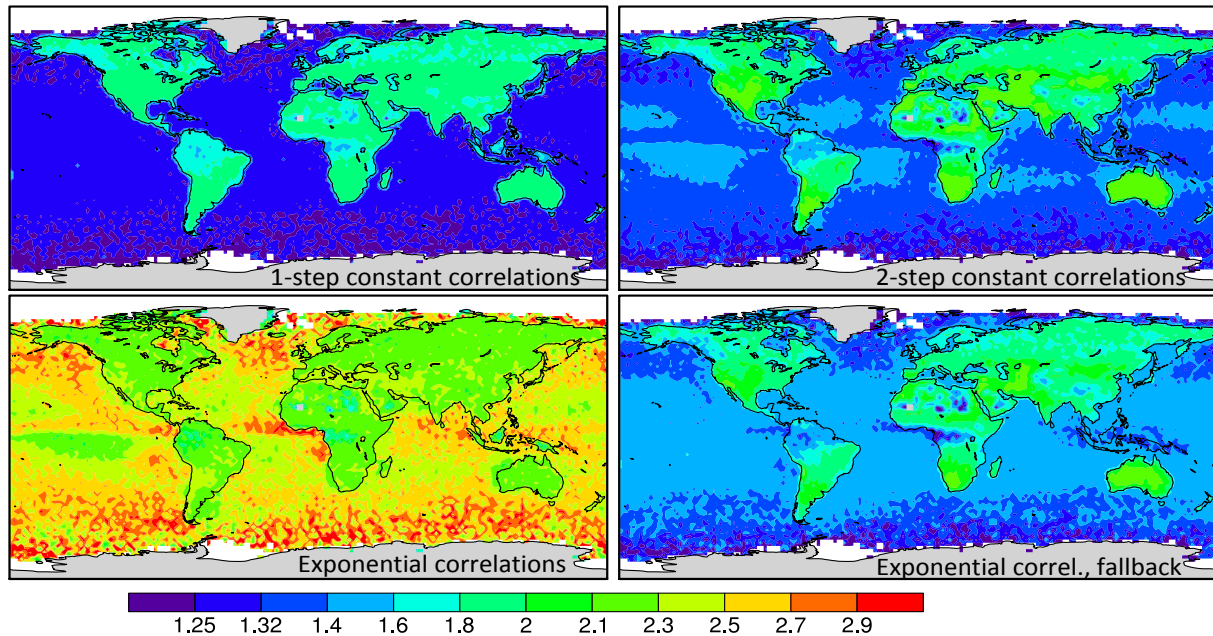 1-step constant correlations
2-step constant correlations
Exponential correlations
Exponential correl., fallback
1.25 1.32 1.4 1.6 1.8 2 2.1 2.3 2.5 2.7 2.9